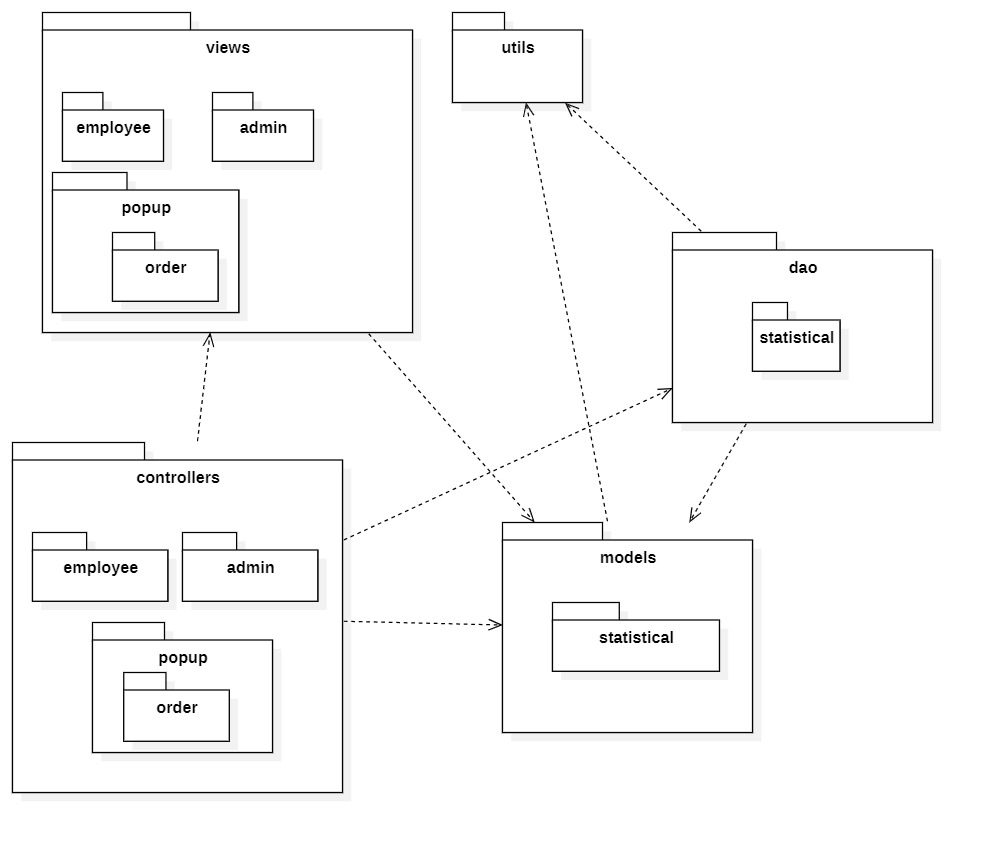 views
utils
employee
admin
popup
order
dao
statistical
controllers
employee
admin
popup
order
models
statistical